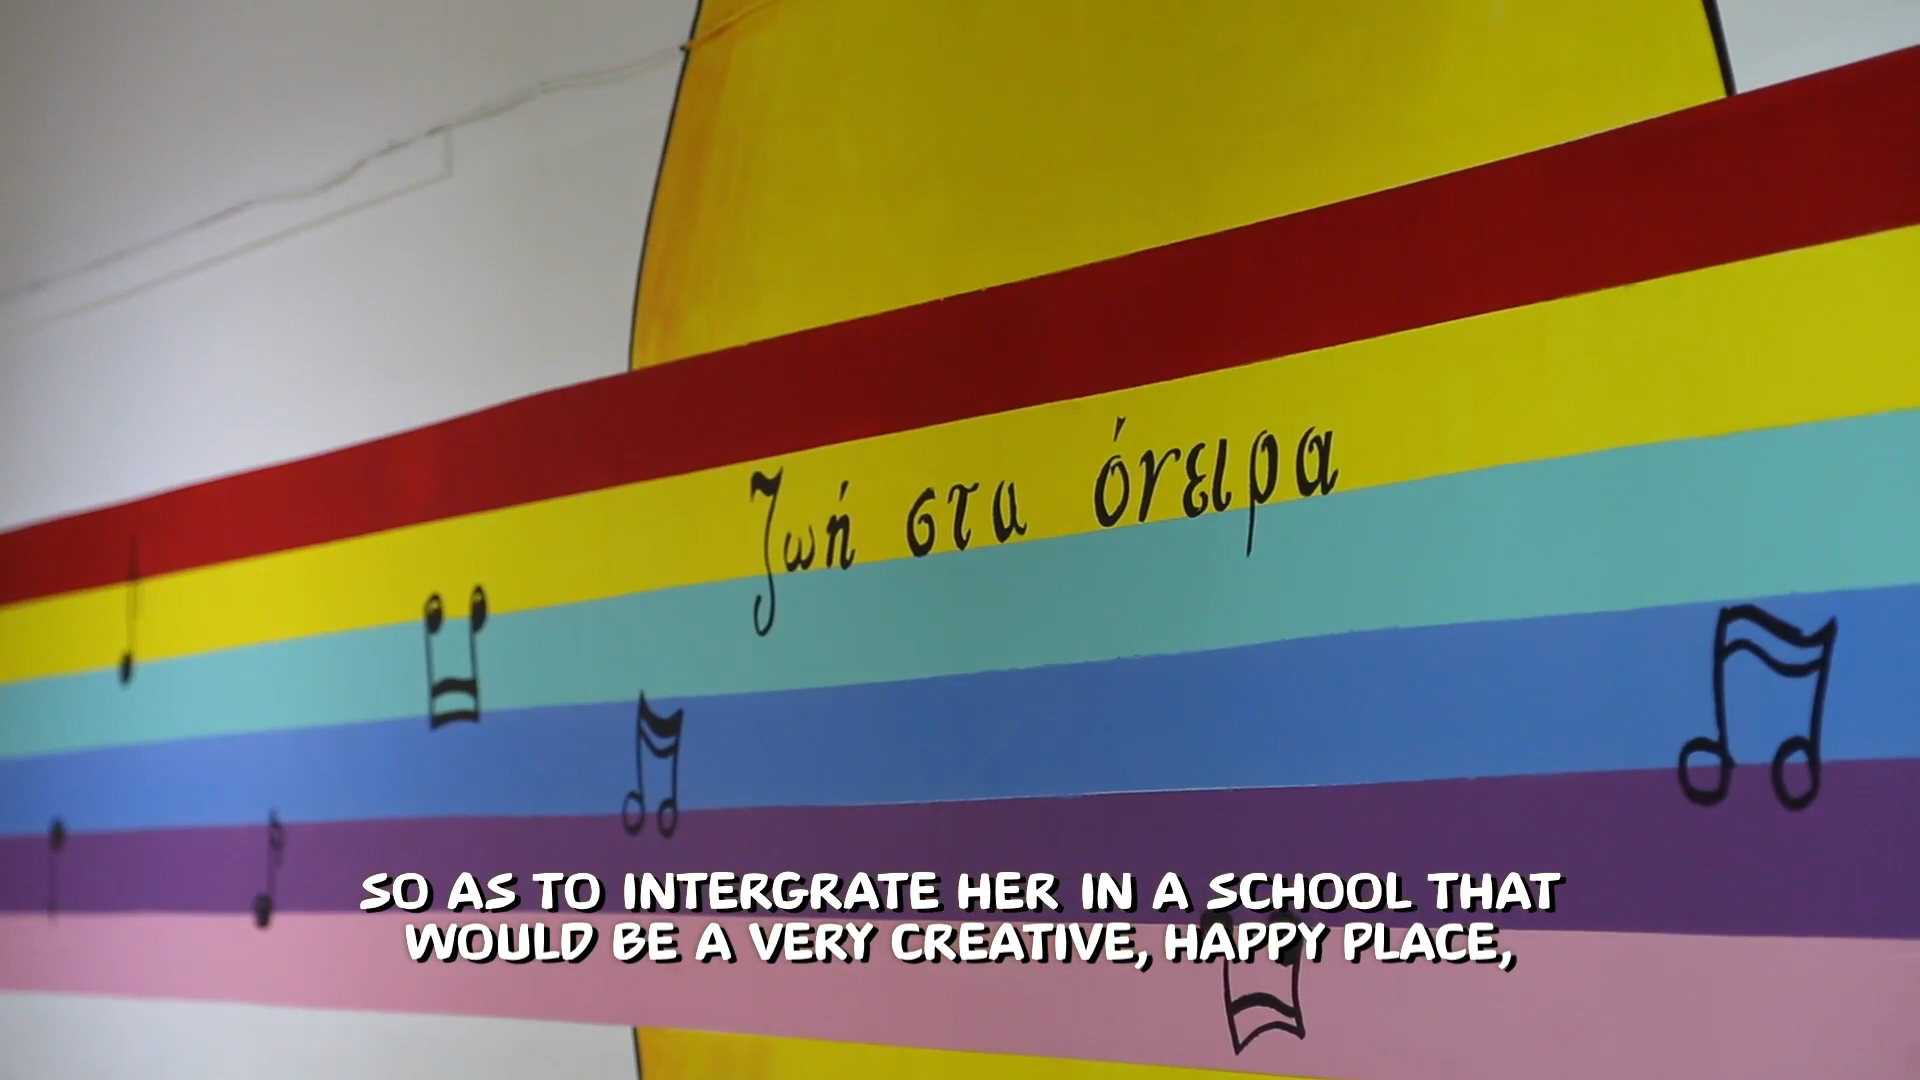 ζωή στα όνειρα
SO AS TO INTERGRATE HER IN A SCHOOL THAT
WOULD BE A VERY CREATIVE, HAPPY PLACE,